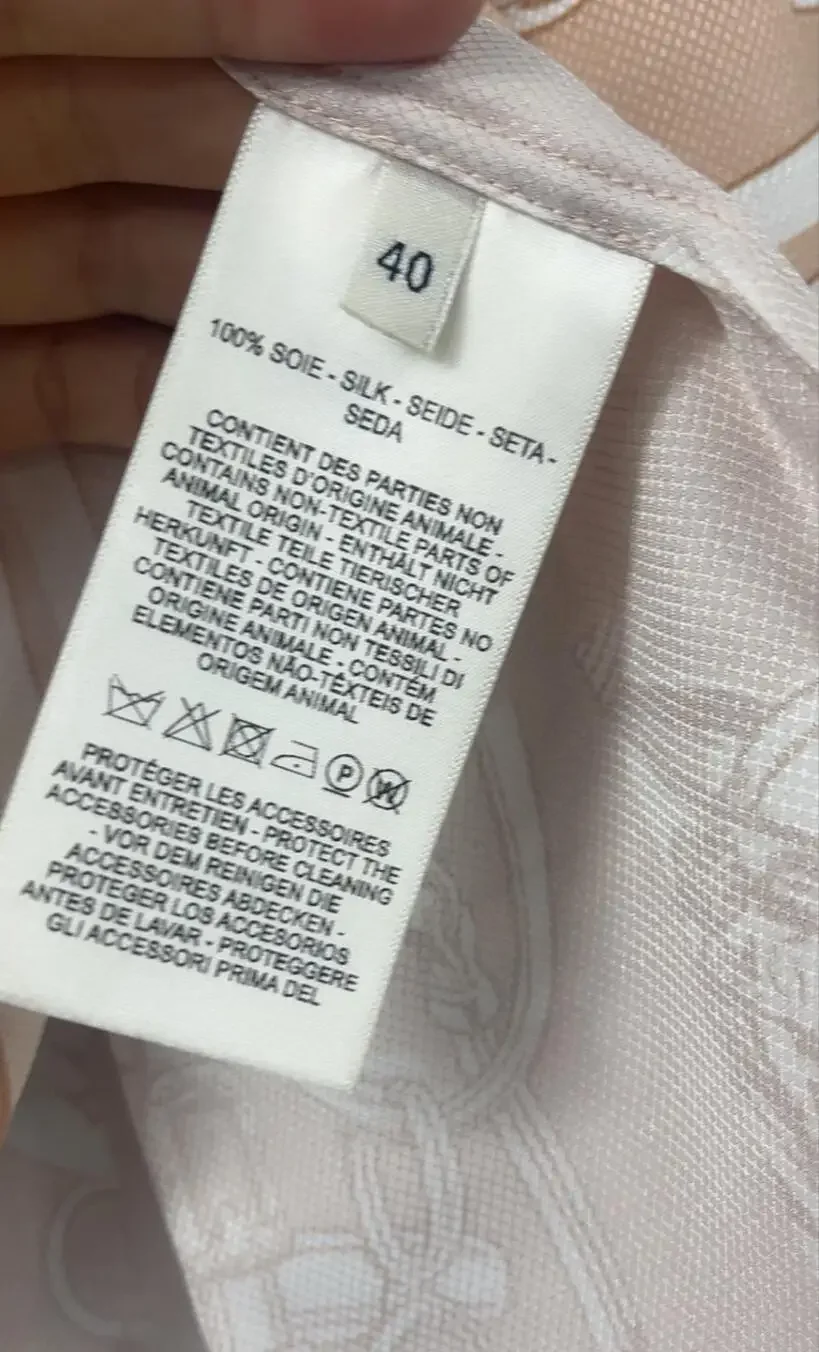 40
100% SOIE - SILK - SEIDE - SETA -
SEDA
CONTIENT DES PARTIES NON
TEXTILES D'ORIGINE ANIMALE -
CONTAINS NON-TEXTILE PARTS OF
ANIMAL ORIGIN - ENTHÄLT NICHT
TEXTILE TEILE TIERISCHER
HERKUNFT - CONTIENE PARTES NO
TEXTILES DE ORIGEN ANIMAL -
CONTIENE PARTI NON TESSILI DI
ORIGINE ANIMALE - CONTÉM
ELEMENTOS NÃO-TÊXTEIS DE
ORIGEM ANIMAL
P W
PROTÉGER LES ACCESSOIRES
AVANT ENTRETIEN - PROTECT THE
ACCESSORIES BEFORE CLEANING
- VOR DEM REINIGEN DIE
ACCESSOIRES ABDECKEN -
PROTEGER LOS ACCESORIOS
ANTES DE LAVAR - PROTEGGERE
GLI ACCESSORI PRIMA DEL